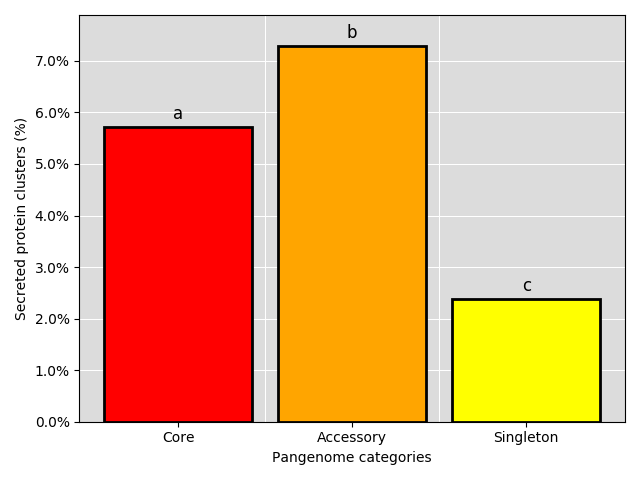 b
a
c
7.0%
6.0%
5.0%
4.0%
3.0%
2.0%
1.0%
0.0%
Secreted protein clusters (%)
Core
Accessory
Singleton
Pangenome categories